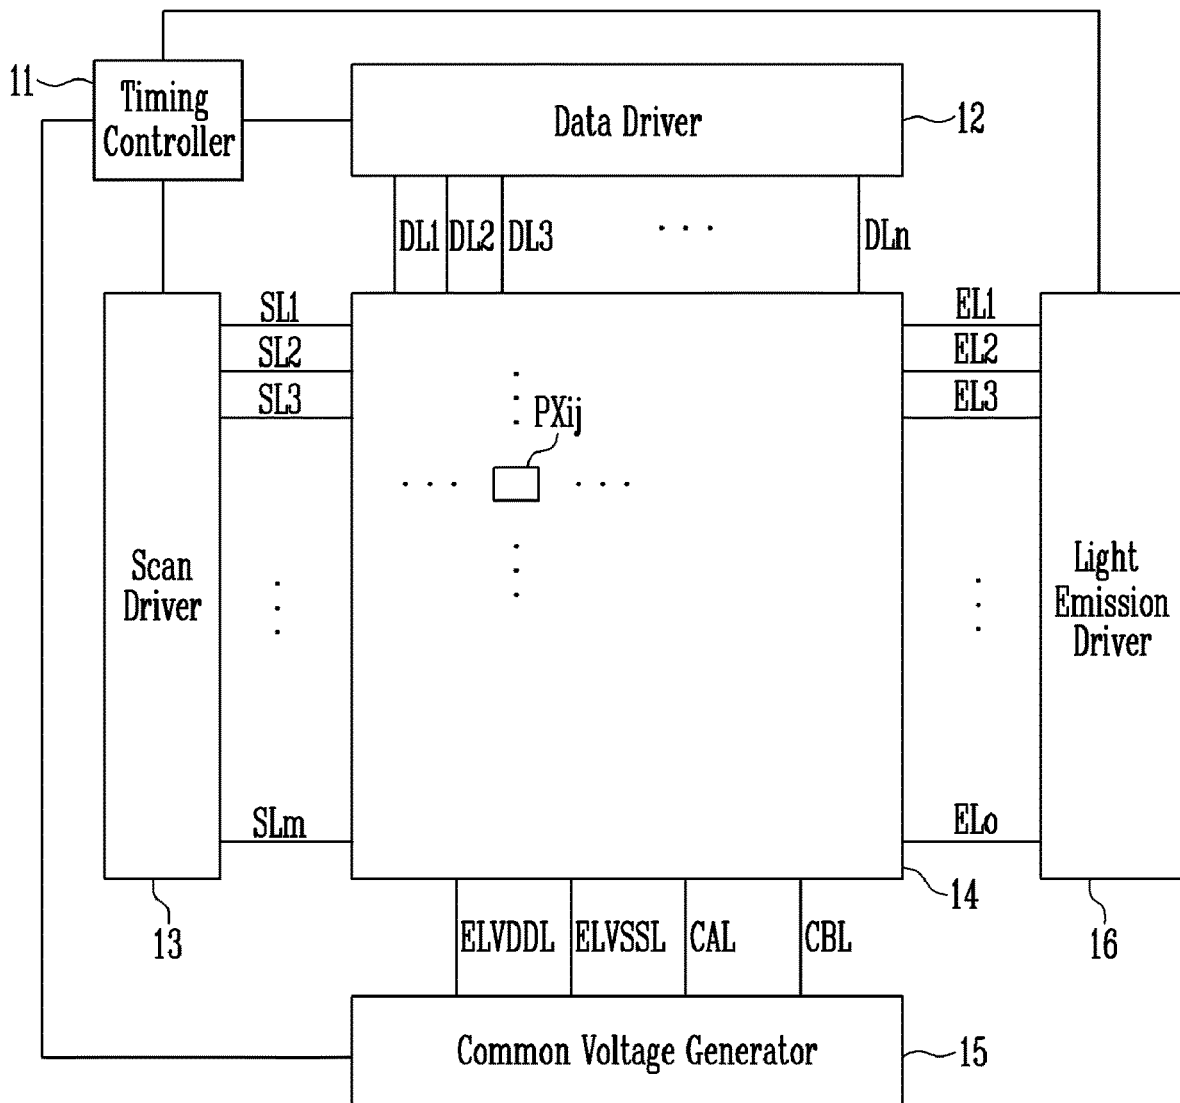 11
Timing
Controller
Data Driver
12
DL1
DL2
DL3
DLn
SL1
SL2
SL3
SLm
EL1
EL2
EL3
ELo
PXij
Scan
Driver
Light
Emission
Driver
13
14
16
ELVDDL
ELVSSL
CAL
CBL
Common Voltage Generator
15